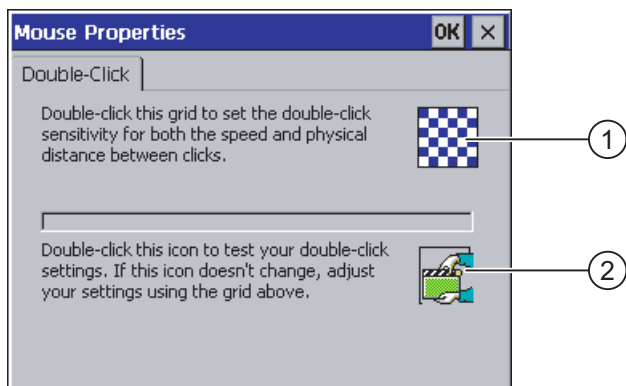 Mouse Properties OK ×
Double-Click
Double-click this grid to set the double-click
sensitivity for both the speed and physical
distance between clicks.
1
Double-click this icon to test your double-click
settings. If this icon doesn't change, adjust
your settings using the grid above.
2